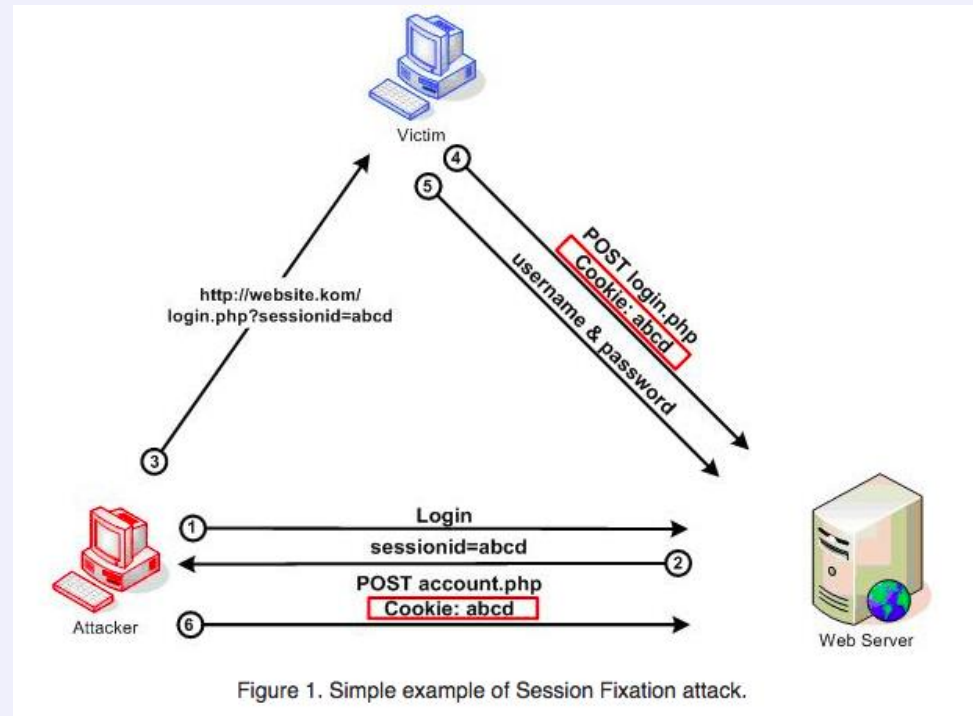 Victim
4
5
POST login.php
Cookie: abcd
username & password
http://website.kom/
login.php?sessionid=abcd
3
1
Login
sessionid=abcd
2
POST account.php
Cookie: abcd
6
Attacker
Web Server
Figure 1. Simple example of Session Fixation attack.